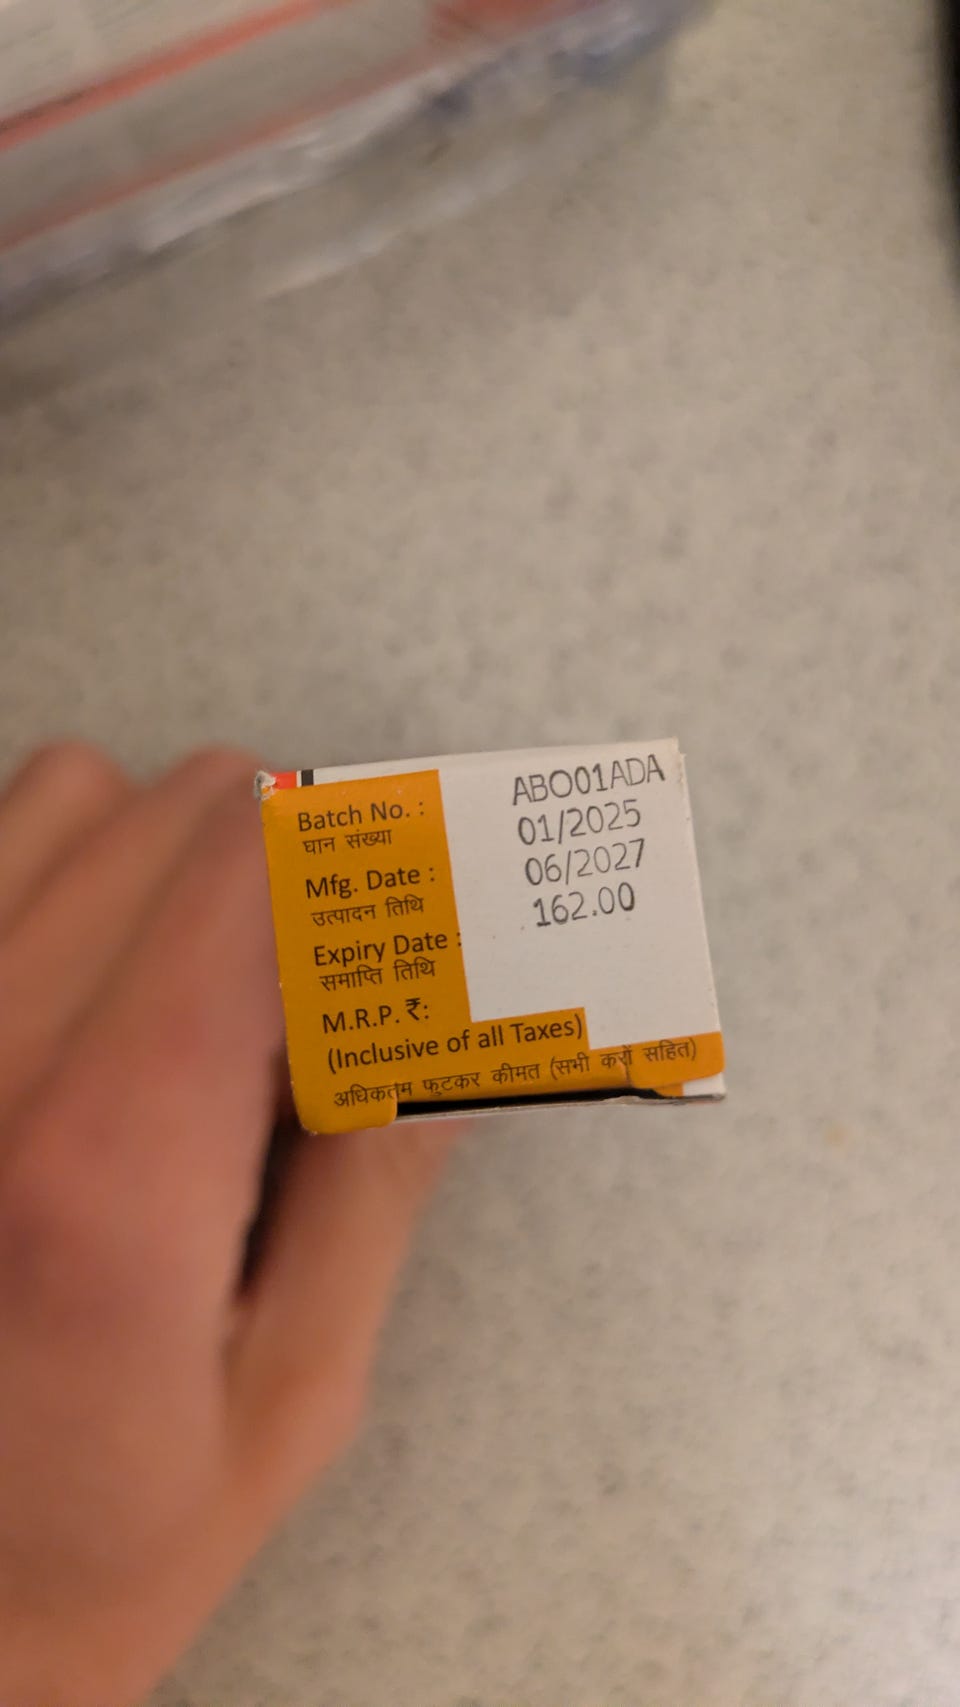 Batch No. :
घान संख्या
Mfg. Date :
उत्पादन तिथि
Expiry Date :
समाप्ति तिथि
M.R.P. ₹:
(Inclusive of all Taxes)
अधिकतम फुटकर कीमत (सभी करों सहित)
ABO01ADA
01/2025
06/2027
162.00